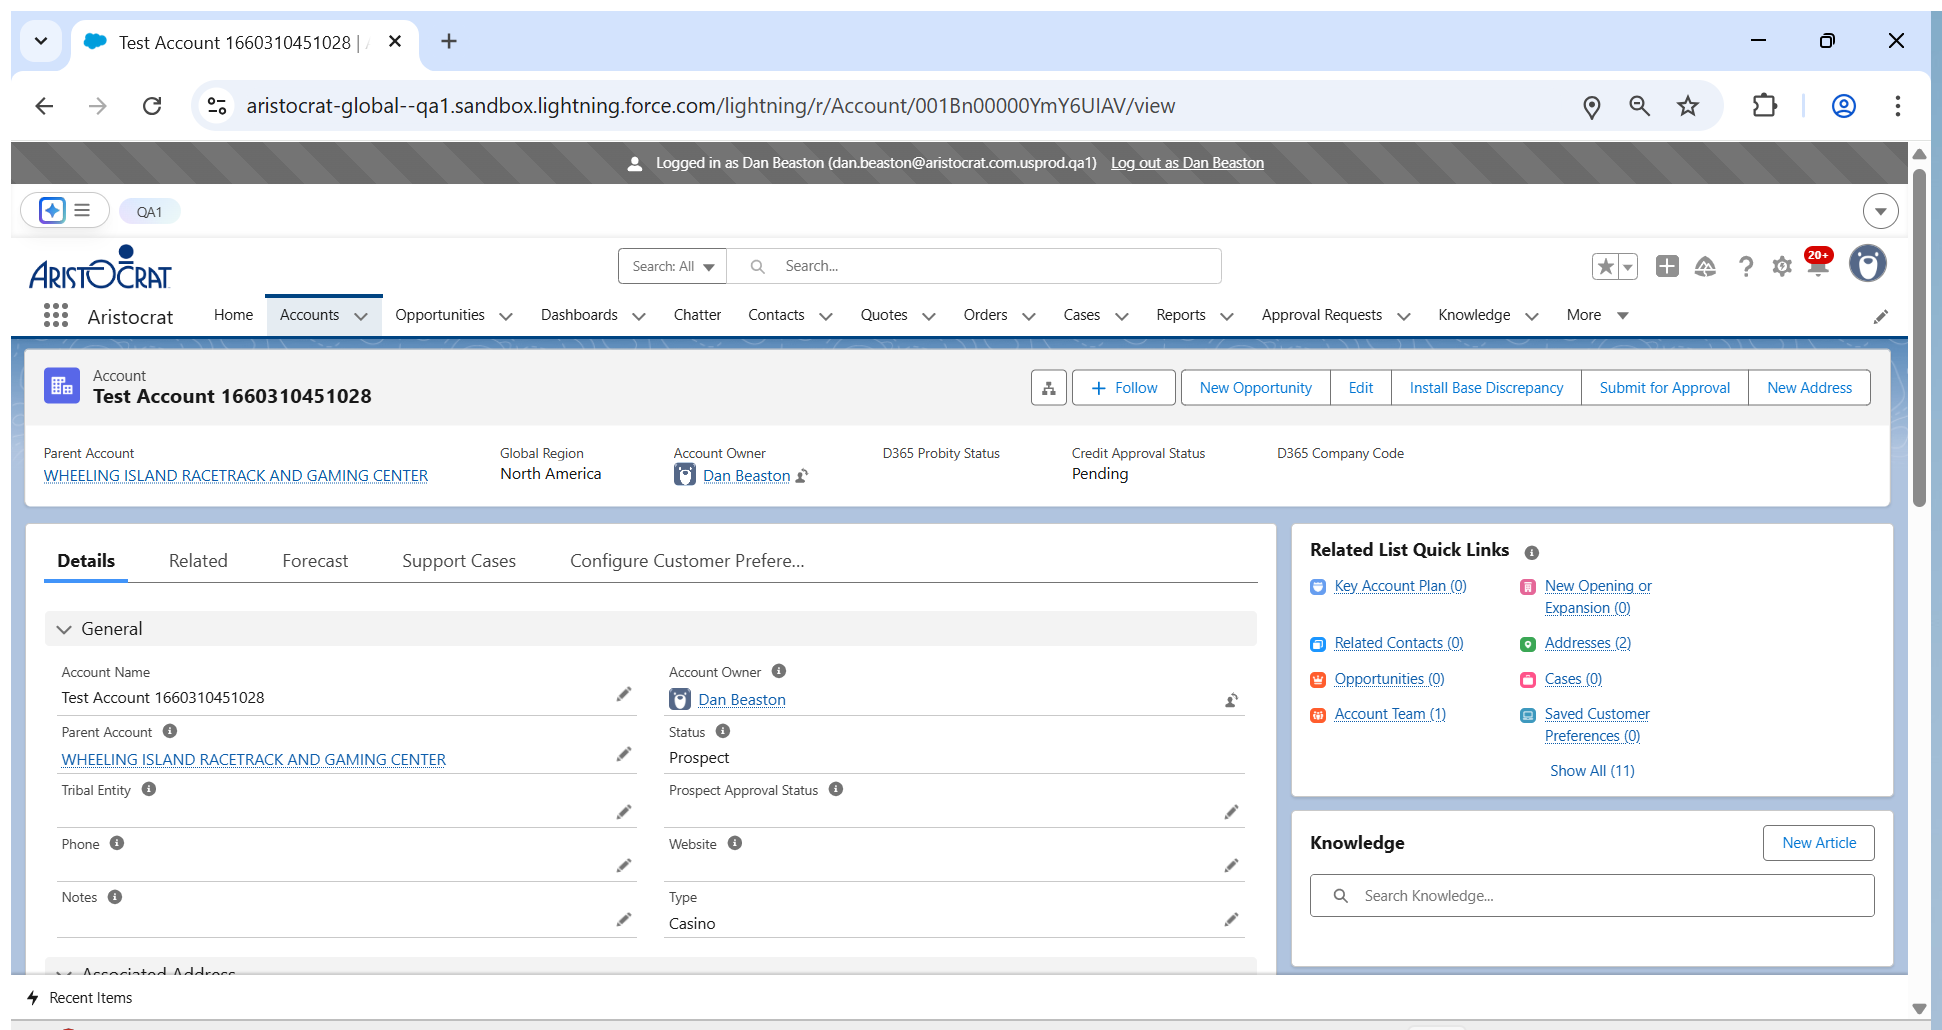 Test Account 1660310451028 |
aristocrat-global--qa1.sandbox.lightning.force.com/lightning/r/Account/001Bn00000YmY6UIAV/view
Logged in as Dan Beaston (dan.beaston@aristocrat.com.usprod.qa1) Log out as Dan Beaston
QA1
ARISTOCRAT
Search: All Search...
20+
Aristocrat Home Accounts Opportunities Dashboards Chatter Contacts Quotes Orders Cases Reports Approval Requests Knowledge More
Account
Test Account 1660310451028
Follow New Opportunity Edit Install Base Discrepancy Submit for Approval New Address
Parent Account Global Region Account Owner D365 Probity Status Credit Approval Status D365 Company Code
WHEELING ISLAND RACETRACK AND GAMING CENTER North America Dan Beaston Pending
Details Related Forecast Support Cases Configure Customer Prefere...
General
Account Name Account Owner
Test Account 1660310451028 Dan Beaston
Parent Account Status
WHEELING ISLAND RACETRACK AND GAMING CENTER Prospect
Tribal Entity Prospect Approval Status
Phone Website
Notes Type
Casino
Associated Address
Related List Quick Links
Key Account Plan (0) New Opening or
Expansion (0)
Related Contacts (0) Addresses (2)
Opportunities (0) Cases (0)
Account Team (1) Saved Customer
Preferences (0)
Show All (11)
Knowledge New Article
Search Knowledge...
Recent Items